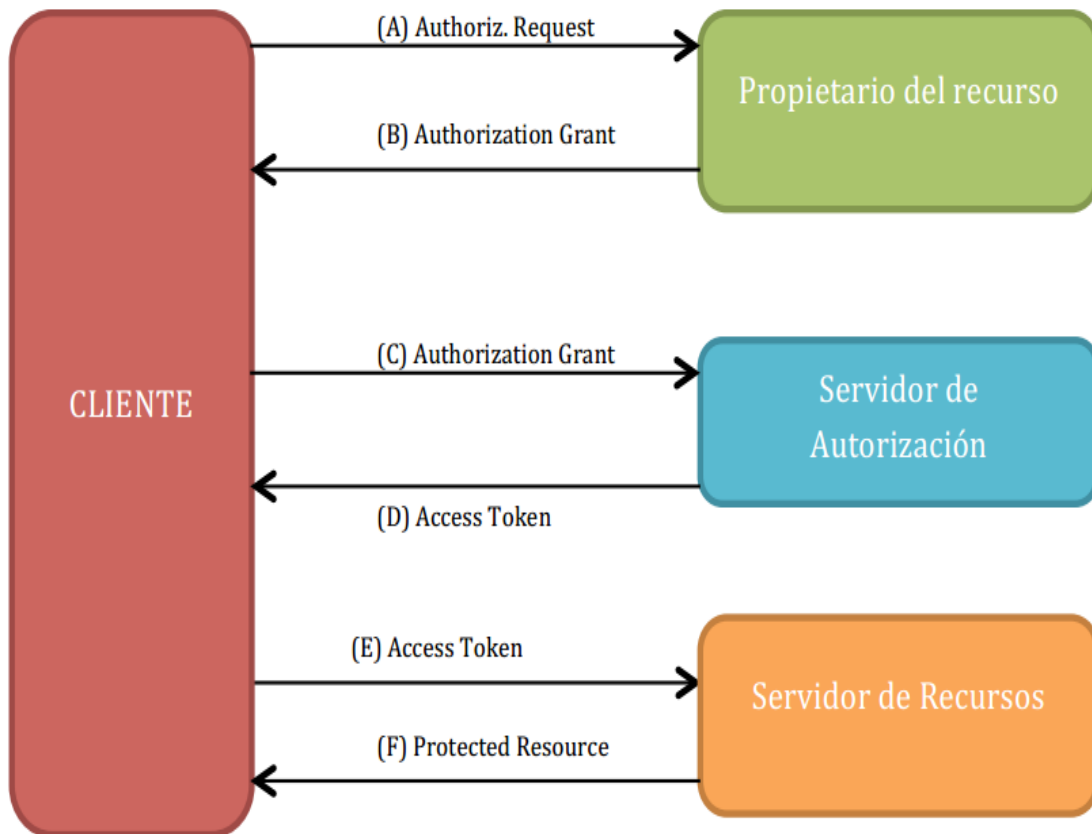 (A) Authoriz. Request
Propietario del recurso
(B) Authorization Grant
(C) Authorization Grant
CLIENTE
Servidor de
Autorización
(D) Access Token
(E) Access Token
Servidor de Recursos
(F) Protected Resource